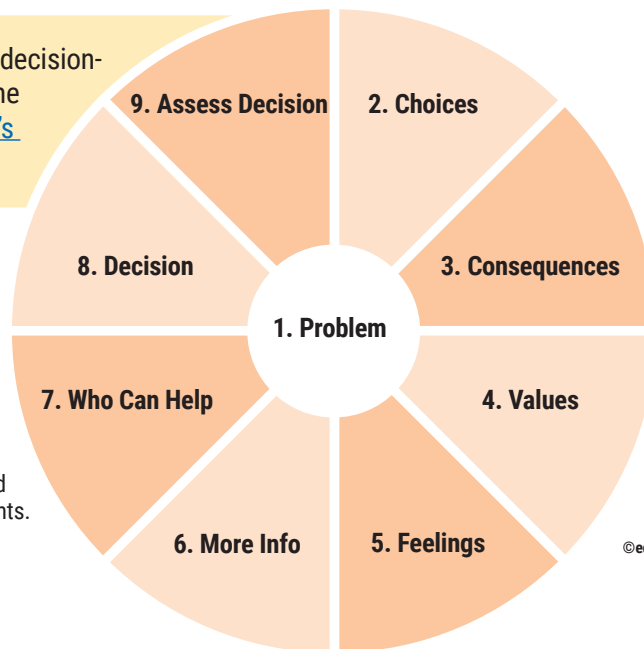 decision-
's
9. Assess Decision
2. Choices
8. Decision
3. Consequences
1. Problem
7. Who Can Help
4. Values
nts.
6. More Info
5. Feelings